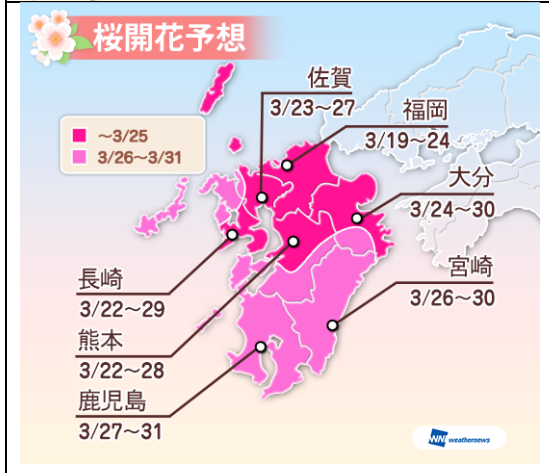 桜開花予想
佐賀
3/23～27
福岡
3/19～24
～3/25
3/26～3/31
大分
3/24～30
宮崎
3/26～30
長崎
3/22～29
熊本
3/22～28
鹿児島
3/27～31
WNI weathernews